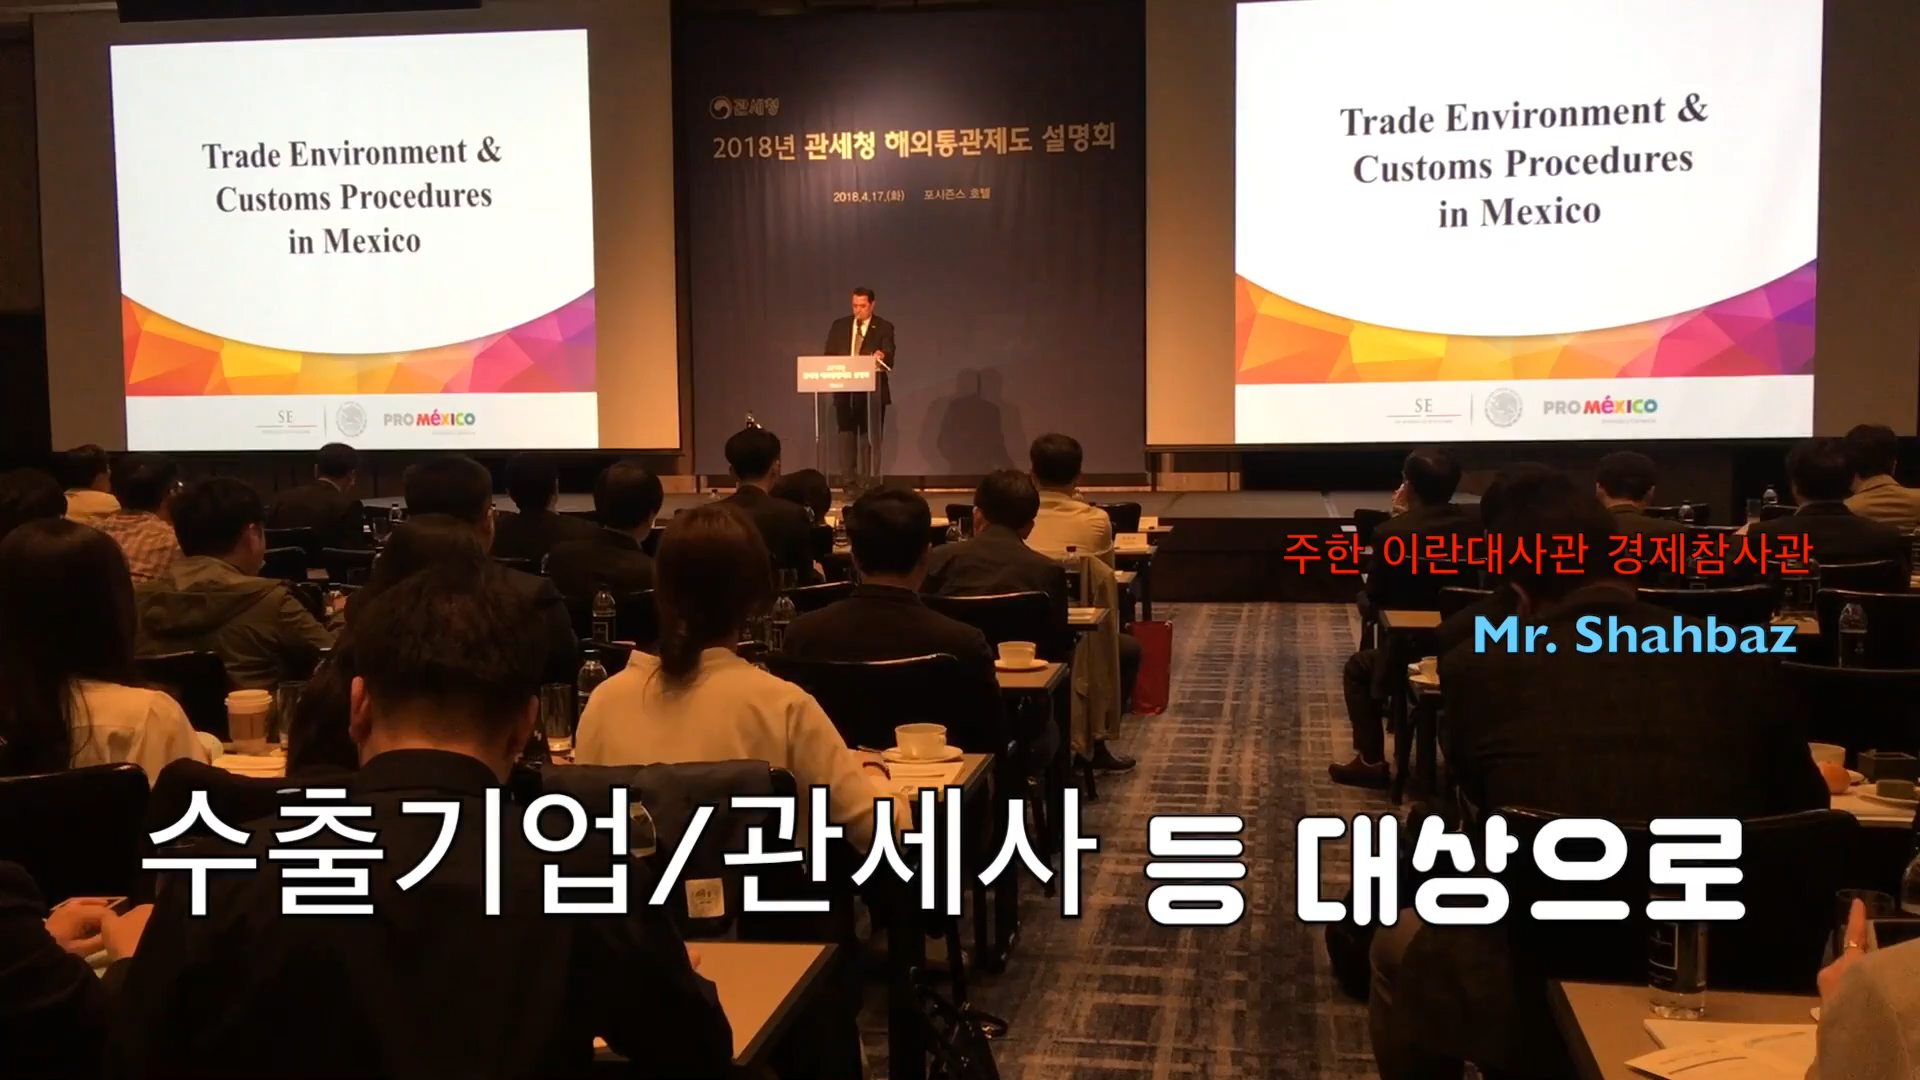 Trade Environment &
Customs Procedures
in Mexico
SE
PRO MÉXICO
관세청
2018년 관세청 해외통관제도 설명회
2018.4.17.(화) 포시즌스 호텔
Trade Environment &
Customs Procedures
in Mexico
SE
PRO MÉXICO
주한 이란대사관 경제참사관
Mr. Shahbaz
수출기업/관세사 등 대상으로